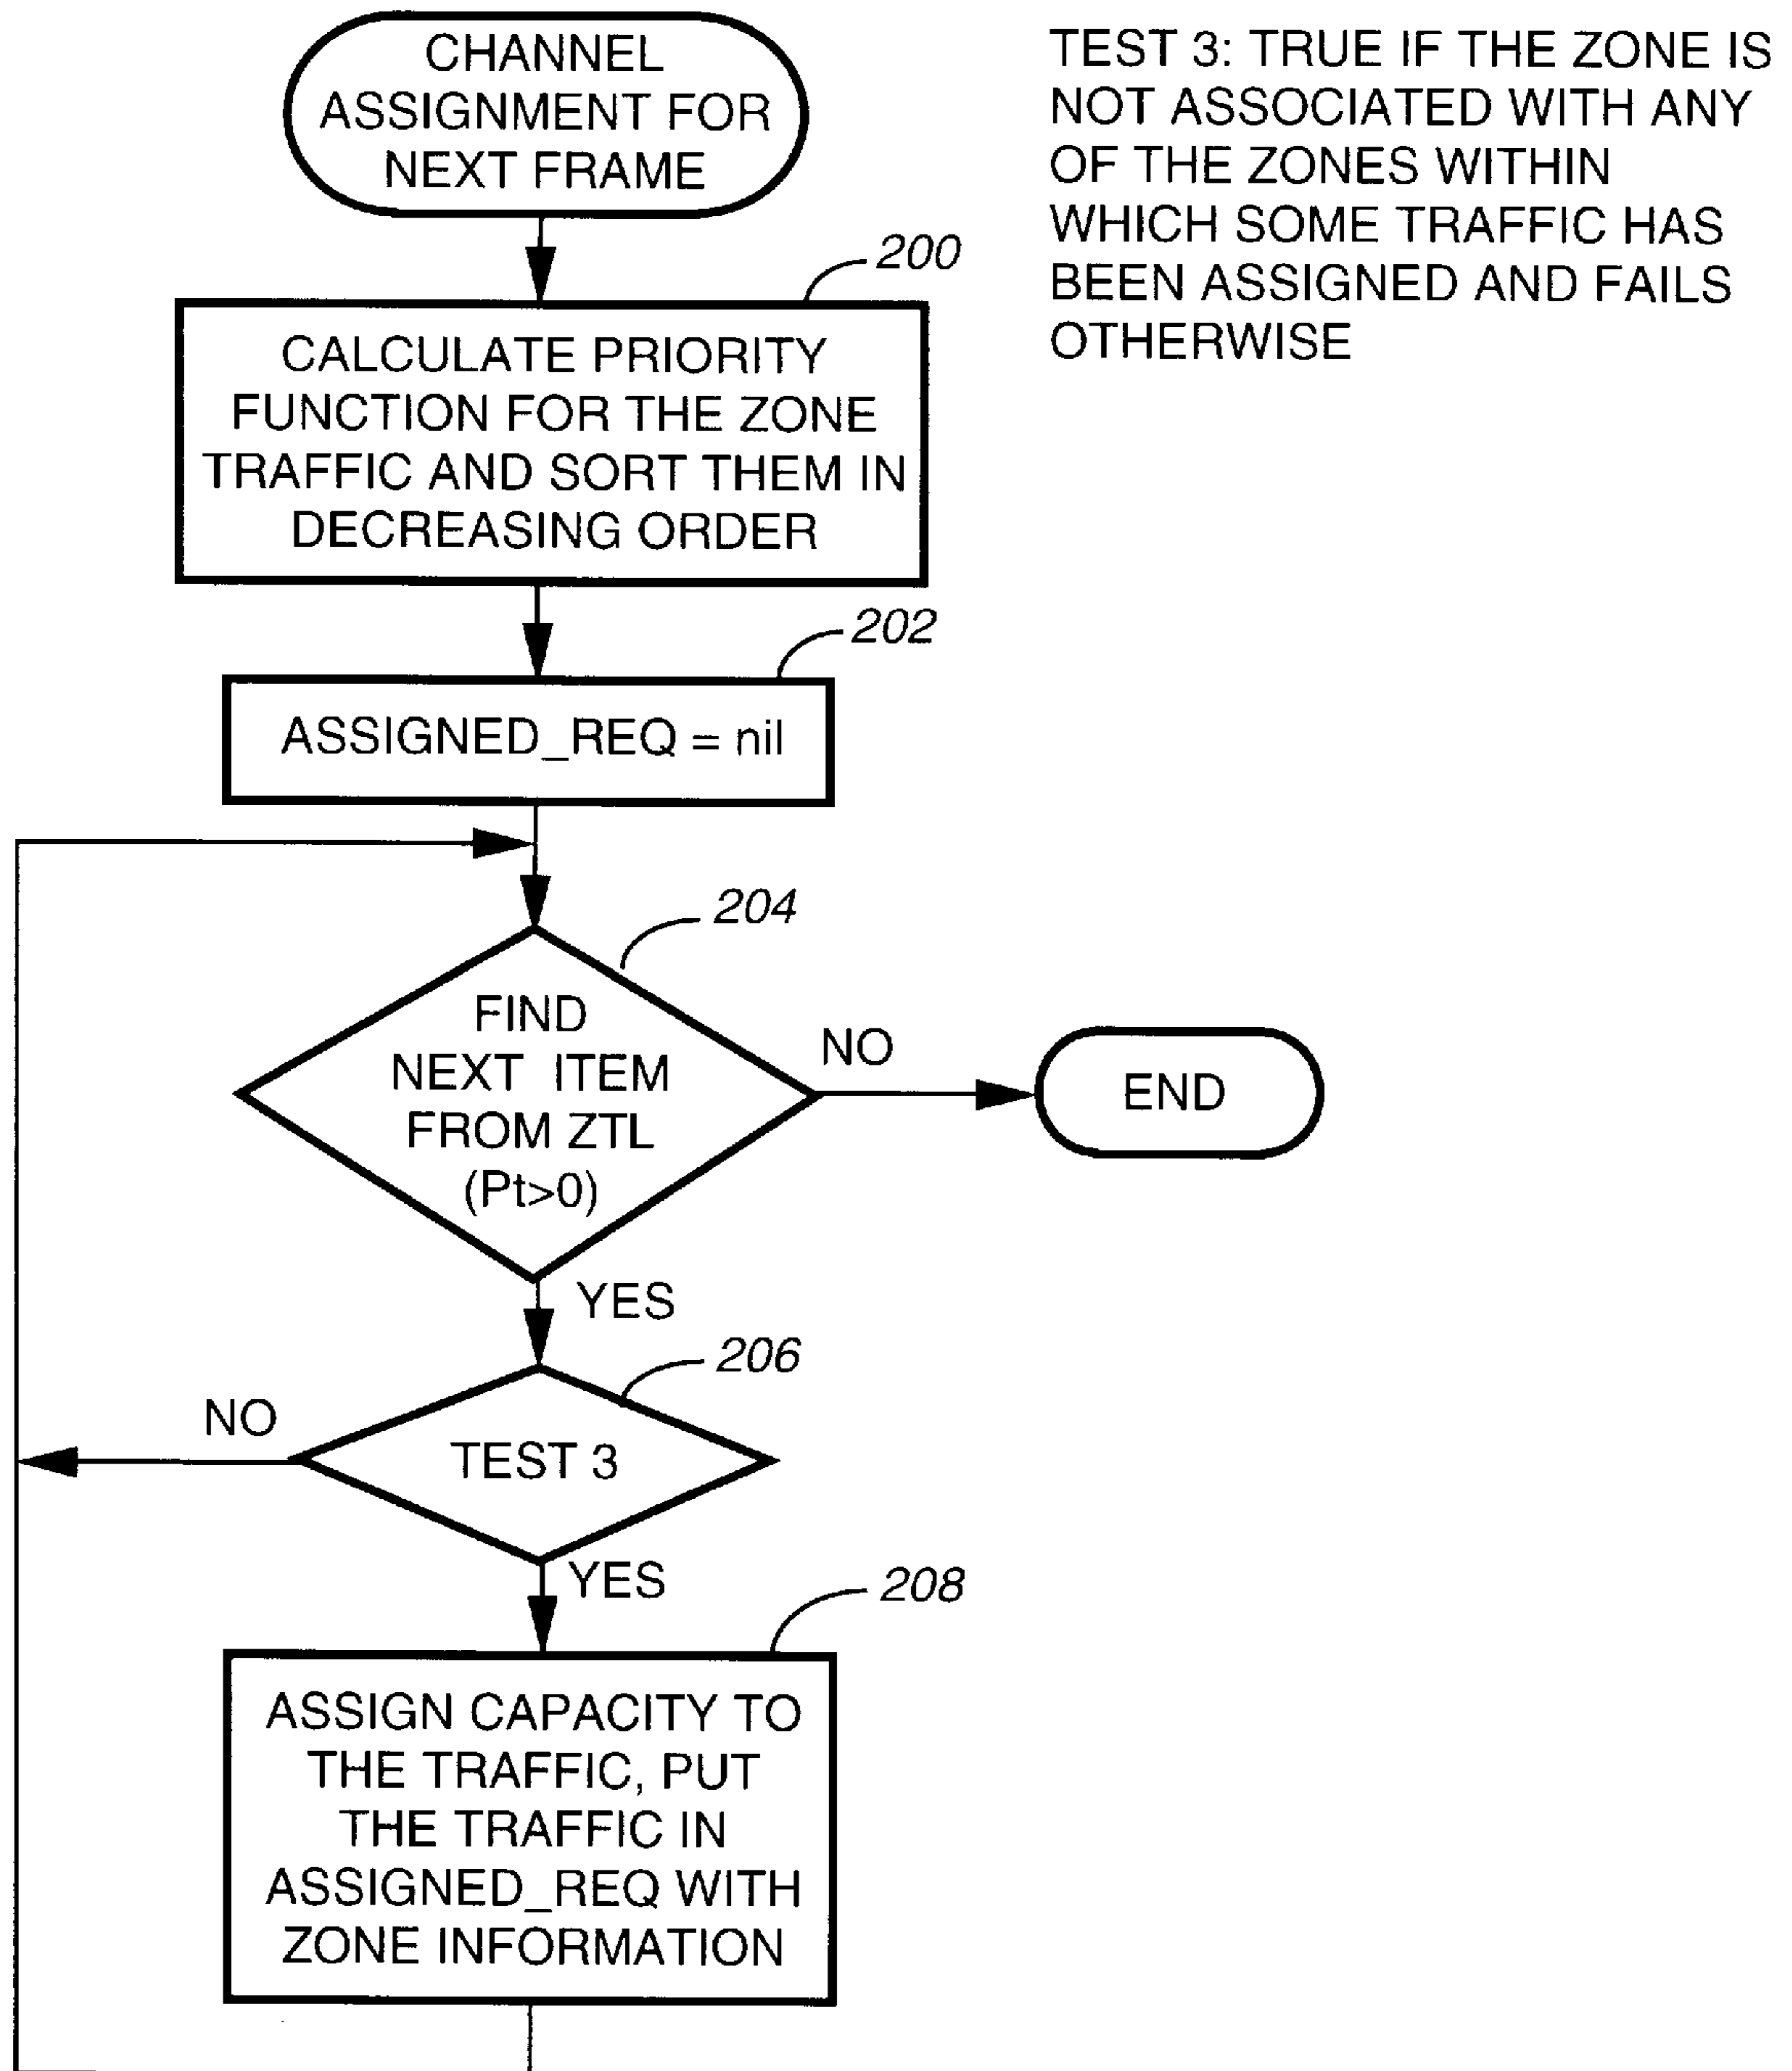 CHANNEL
ASSIGNMENT FOR
NEXT FRAME
TEST 3: TRUE IF THE ZONE IS
NOT ASSOCIATED WITH ANY
OF THE ZONES WITHIN
WHICH SOME TRAFFIC HAS
BEEN ASSIGNED AND FAILS
OTHERWISE
200
CALCULATE PRIORITY
FUNCTION FOR THE ZONE
TRAFFIC AND SORT THEM IN
DECREASING ORDER
202
ASSIGNED_REQ = nil
204
FIND
NEXT ITEM
FROM ZTL
(Pt>0)
NO
END
YES
206
NO
TEST 3
YES
208
ASSIGN CAPACITY TO
THE TRAFFIC, PUT
THE TRAFFIC IN
ASSIGNED_REQ WITH
ZONE INFORMATION